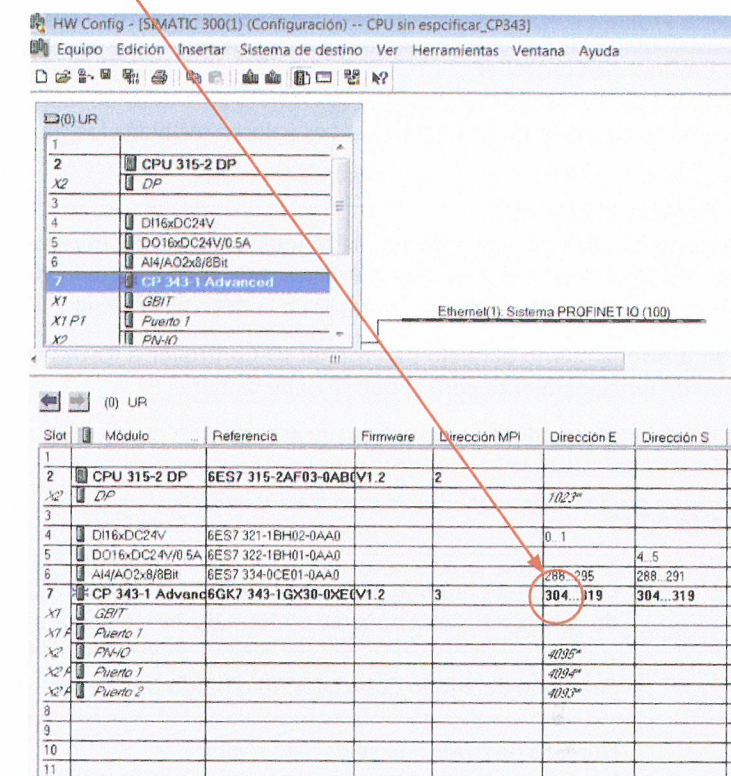 HW Config - [SIMATIC 300(1) (Configuración) -- CPU sin espcificar_CP343]
Equipo Edición Insertar Sistema de destino Ver Herramientas Ventana Ayuda
(0) UR
1
2 CPU 315-2 DP
X2 DP
3
4 DI16xDC24V
5 DO16xDC24V/0.5A
6 AI4/AO2x8/8Bit
7 CP 343-1 Advanced
X1 GBIT
X1 P1 Puerto 1
X2 PN-IO
Ethernet(1): Sistema PROFINET IO (100)
(0) UR
Slot Módulo ... Referencia Firmware Dirección MPI Dirección E Dirección S
1
2 CPU 315-2 DP 6ES7 315-2AF03-0AB0 V1.2 2
X2 DP 1023*
3
4 DI16xDC24V 6ES7 321-1BH02-0AA0 0...1
5 DO16xDC24V/0.5A 6ES7 322-1BH01-0AA0 4...5
6 AI4/AO2x8/8Bit 6ES7 334-0CE01-0AA0 288...295 288...291
7 CP 343-1 Advanc 6GK7 343-1GX30-0XE V1.2 3 304...319 304...319
X1 GBIT
X1 P Puerto 1
X2 PN-IO 4095*
X2 P Puerto 1 4094*
X2 P Puerto 2 4093*
8
9
10
11